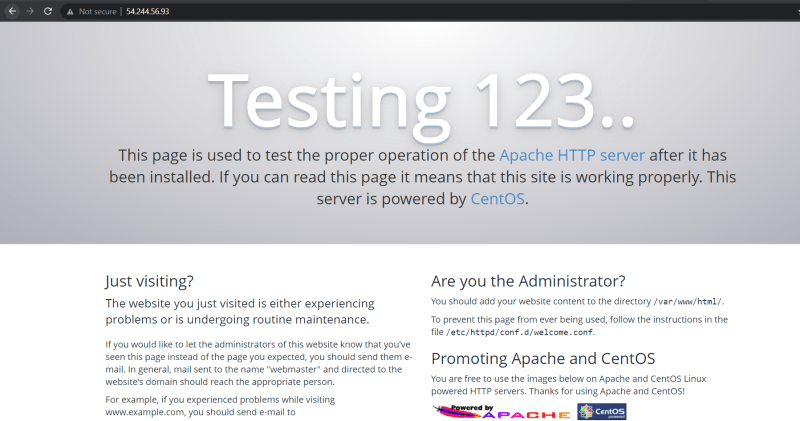 Not secure | 54.244.56.93
Testing 123..
This page is used to test the proper operation of the Apache HTTP server after it has
been installed. If you can read this page it means that this site is working properly. This
server is powered by CentOS.
Just visiting?
The website you just visited is either experiencing
problems or is undergoing routine maintenance.
If you would like to let the administrators of this website know that you've
seen this page instead of the page you expected, you should send them e-
mail. In general, mail sent to the name "webmaster" and directed to the
website's domain should reach the appropriate person.
For example, if you experienced problems while visiting
www.example.com, you should send e-mail to
Are you the Administrator?
You should add your website content to the directory /var/www/html/.
To prevent this page from ever being used, follow the instructions in the
file /etc/httpd/conf.d/welcome.conf.
Promoting Apache and CentOS
You are free to use the images below on Apache and CentOS Linux
powered HTTP servers. Thanks for using Apache and CentOS!
Powered by
APACHE
CentOS
powered